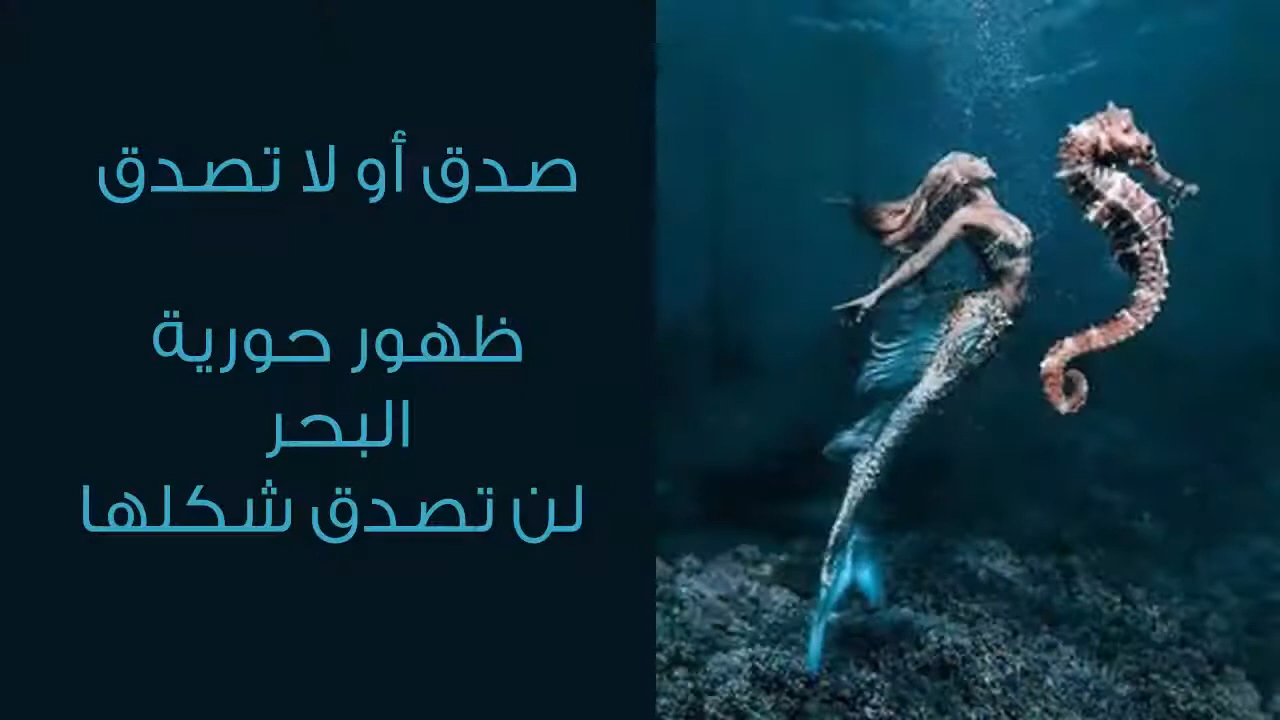 صدق أو لا تصدق
ظهور حورية
البحر
لن تصدق شكلها